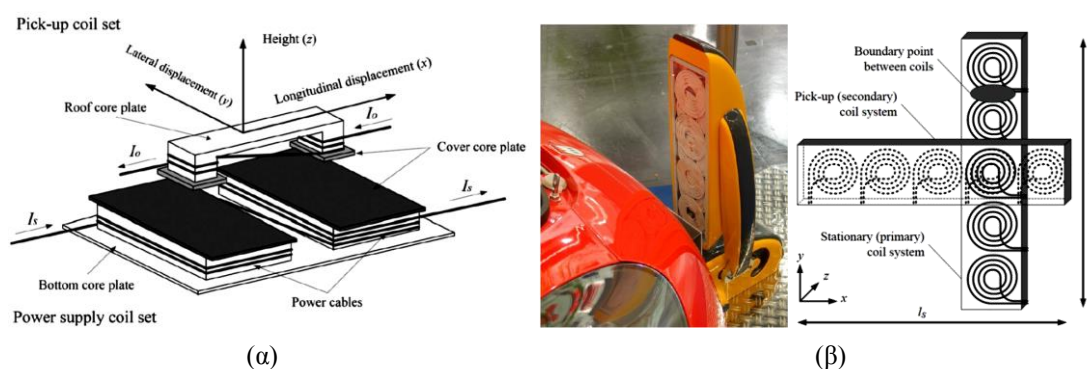 Pick-up coil set
Height (z)
Lateral displacement (y)
Longitudinal displacement (x)
Roof core plate
I₀
I₀
Cover core plate
Iₛ
Iₛ
Bottom core plate
Power cables
Power supply coil set
(α)
Boundary point
between coils
Pick-up (secondary)
coil system
Stationary (primary)
coil system
y
z
x
lₛ
(β)